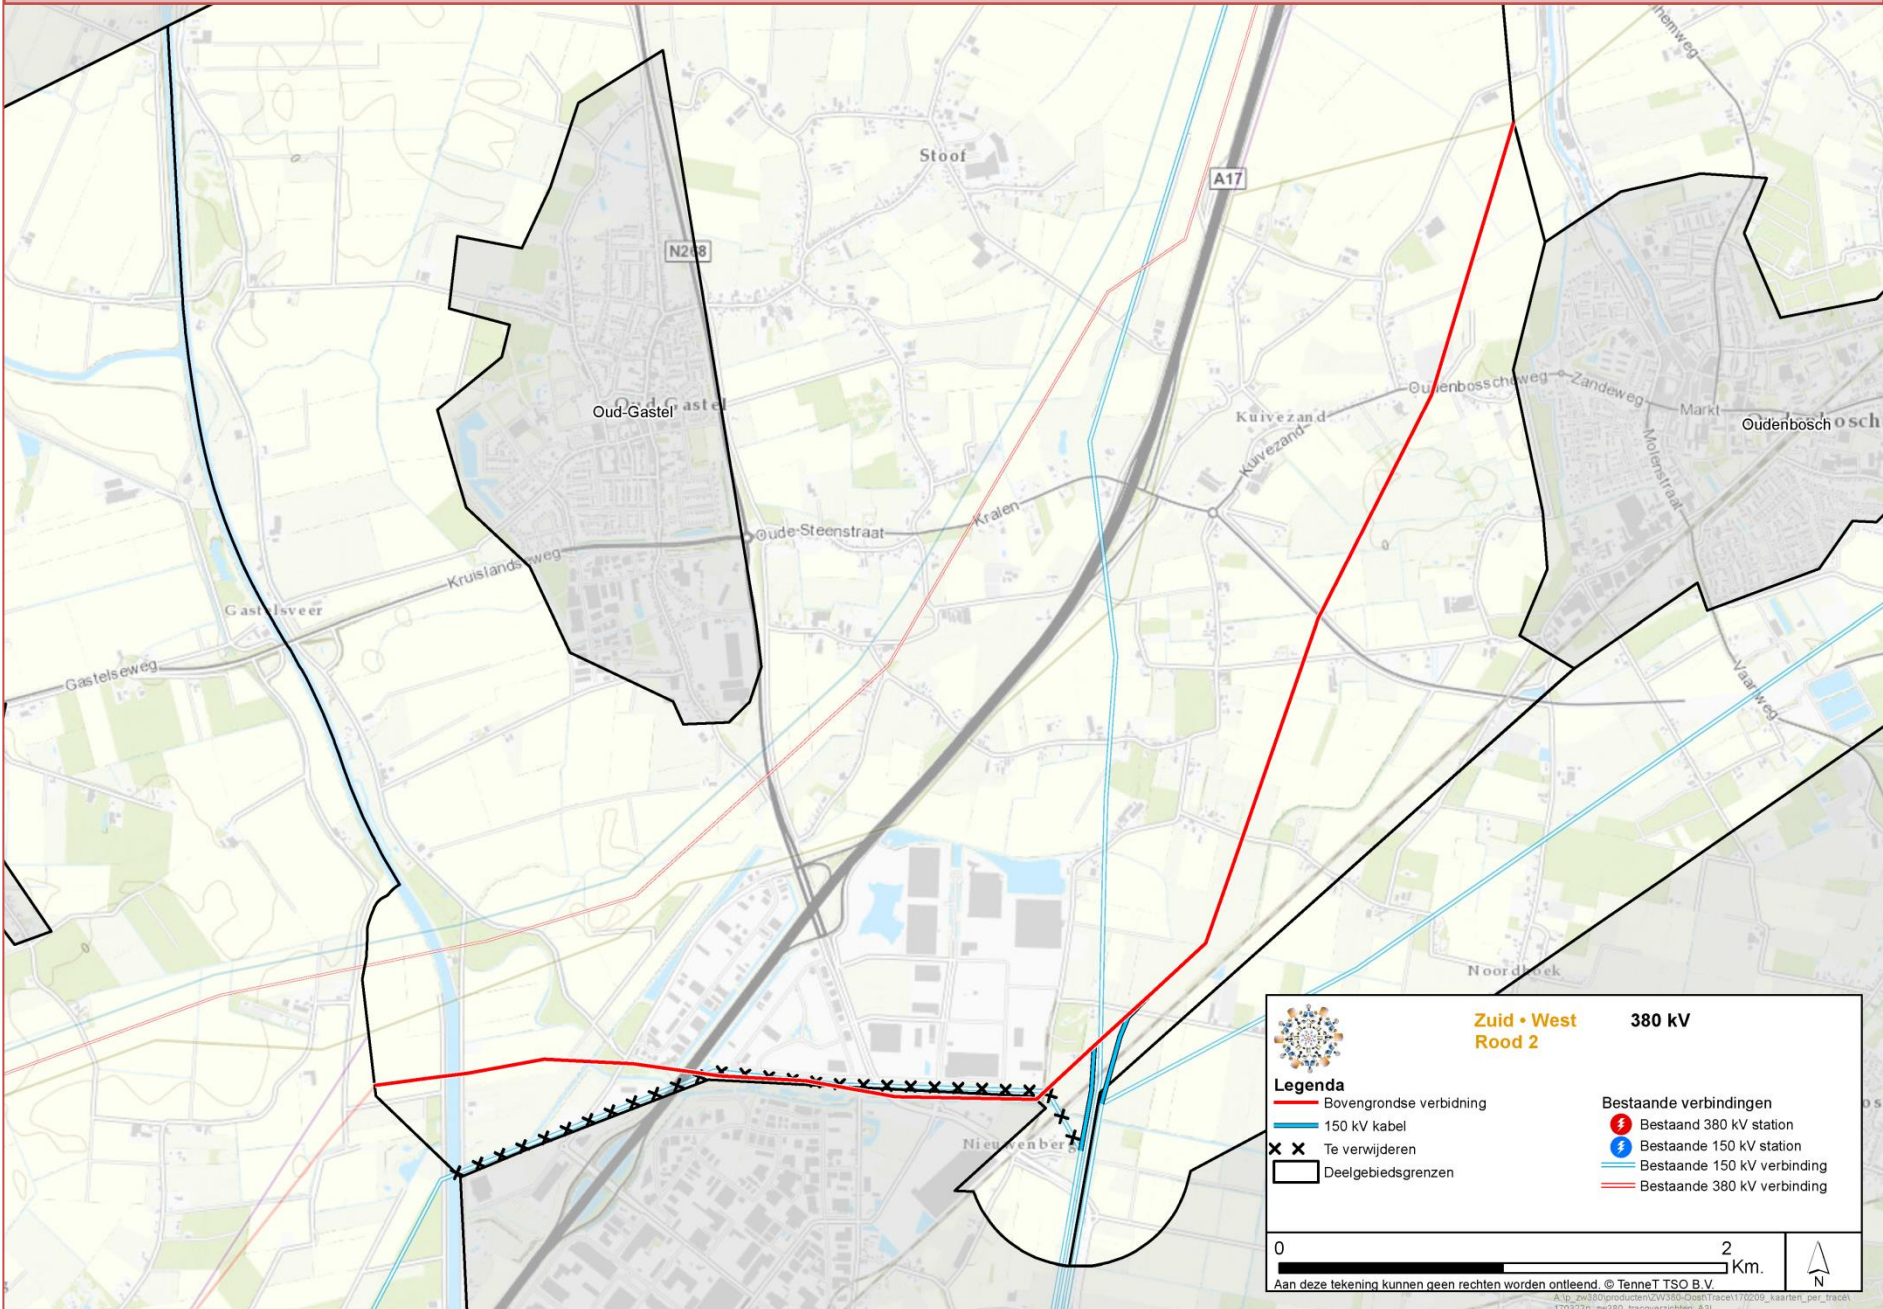 Stoof
A17
N268
Oud-Gastel
Oud Gastel
Oudenbosscheweg
Zandeweg
Markt
Kuivezand
Kuivezand
Oudenbosch
Molenstraat
Oude-Steenstraat
Kralen
Kruislandseweg
Gastelsveer
Gastelseweg
Vaartweg
Noordhoek
Nieuwenberg
Zuid • West
Rood 2
380 kV
Legenda
Bovengrondse verbidning
150 kV kabel
Te verwijderen
Deelgebiedsgrenzen
Bestaande verbindingen
Bestaand 380 kV station
Bestaande 150 kV station
Bestaande 150 kV verbinding
Bestaande 380 kV verbinding
0 2 Km.
N
Aan deze tekening kunnen geen rechten worden ontleend. © TenneT TSO B.V.